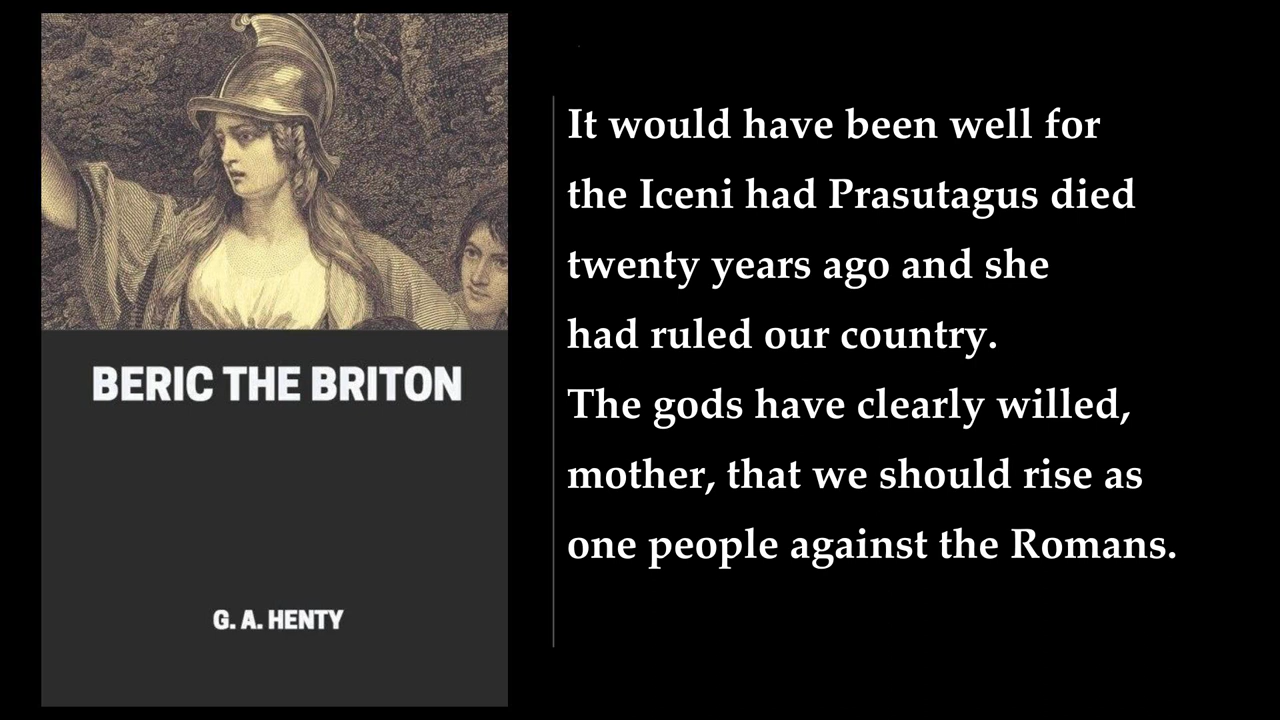 BERIC THE BRITON
G. A. HENTY
It would have been well for
the Iceni had Prasutagus died
twenty years ago and she
had ruled our country.
The gods have clearly willed,
mother, that we should rise as
one people against the Romans.